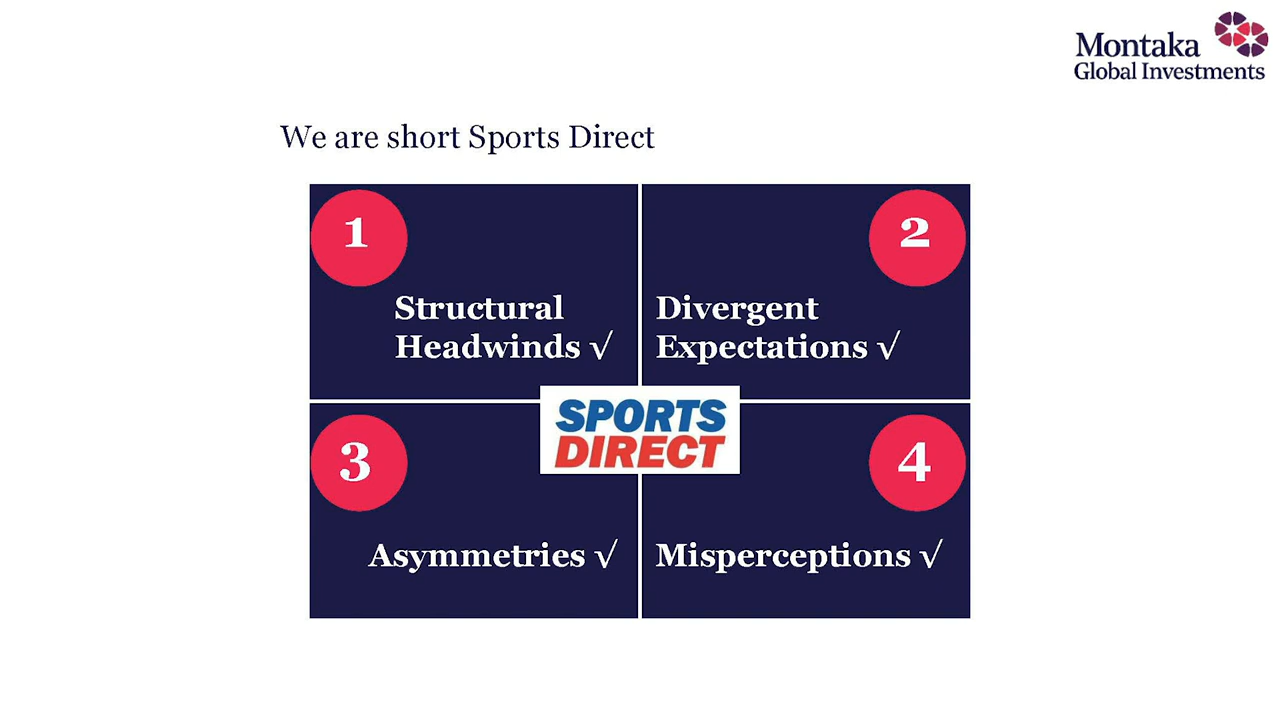 Montaka
Global Investments
We are short Sports Direct
1
Structural
Headwinds √
2
Divergent
Expectations √
SPORTS
DIRECT
3
Asymmetries √
4
Misperceptions √